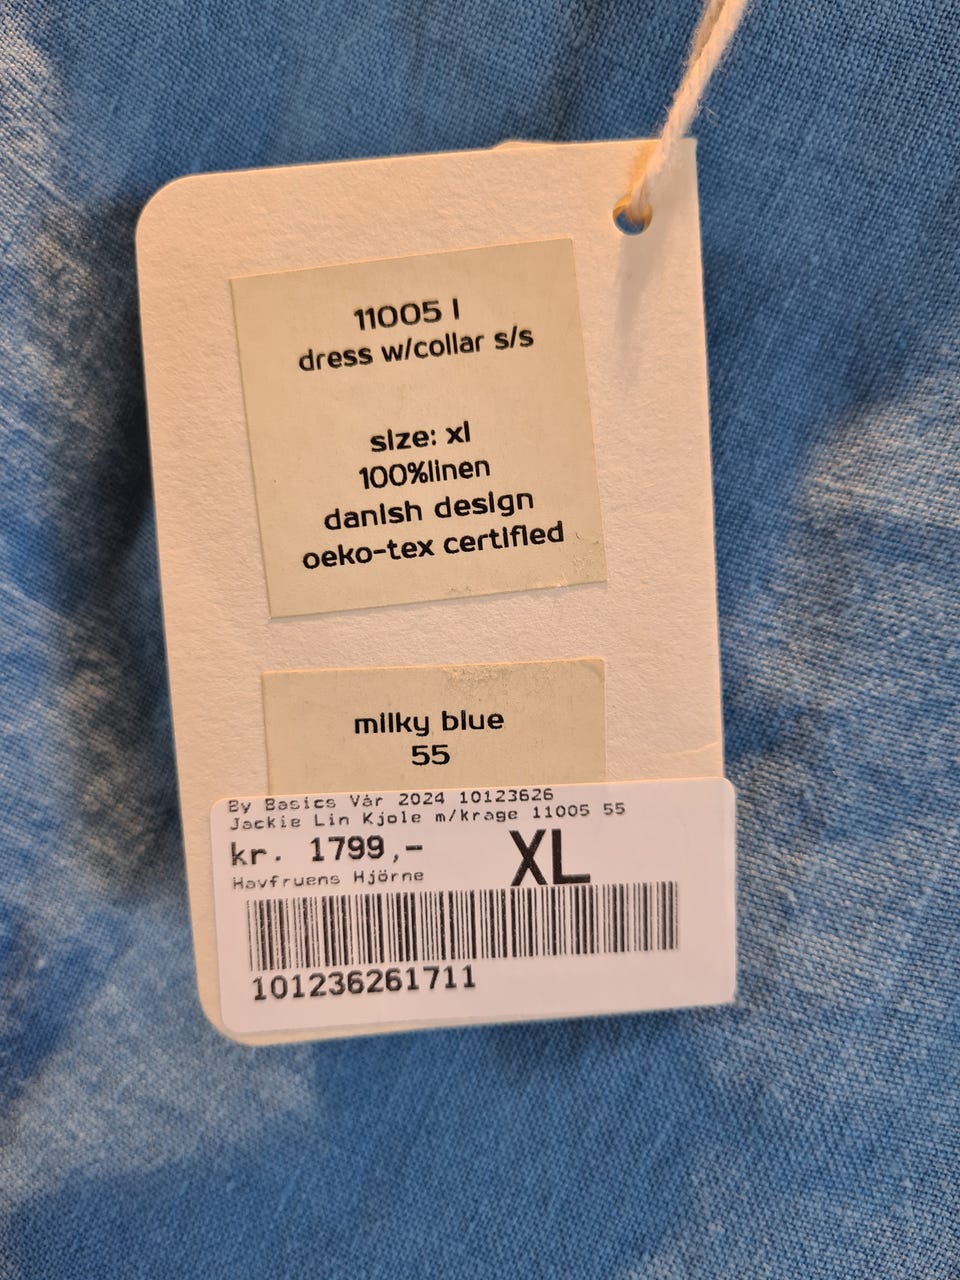 11005 l
dress w/collar s/s
size: xl
100%linen
danish design
oeko-tex certified
milky blue
55
By Basics Vår 2024 10123626
Jackie Lin Kjole m/krage 11005 55
kr. 1799,-
XL
Havfruens Hjörne
101236261711